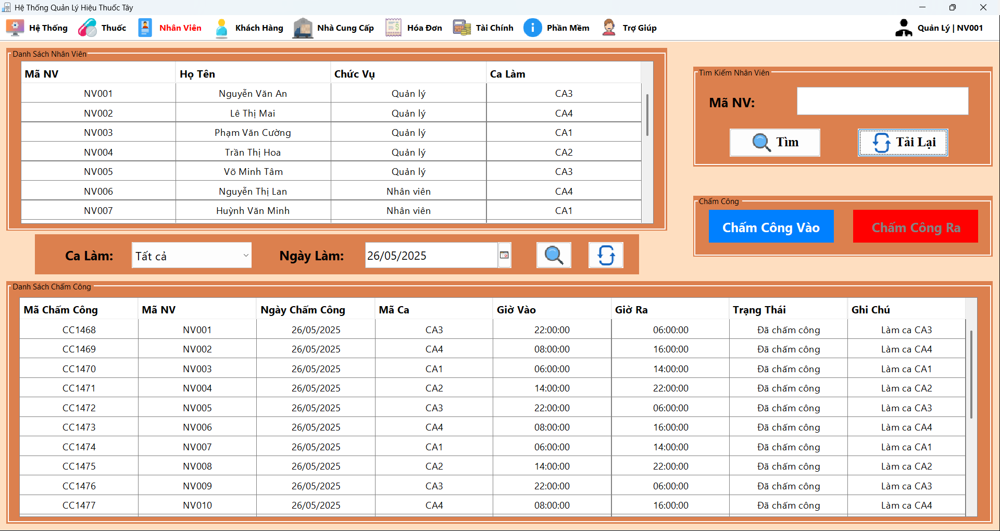 Hệ Thống Quản Lý Hiệu Thuốc Tây
Hệ Thống Thuốc Nhân Viên Khách Hàng Nhà Cung Cấp Hóa Đơn Tài Chính Phần Mềm Trợ Giúp Quản Lý | NV001
Danh Sách Nhân Viên
Mã NV Họ Tên Chức Vụ Ca Làm
NV001 Nguyễn Văn An Quản lý CA3
NV002 Lê Thị Mai Quản lý CA4
NV003 Phạm Văn Cường Quản lý CA1
NV004 Trần Thị Hoa Quản lý CA2
NV005 Võ Minh Tâm Quản lý CA3
NV006 Nguyễn Thị Lan Nhân viên CA4
NV007 Huỳnh Văn Minh Nhân viên CA1
Tìm Kiếm Nhân Viên
Mã NV:
Tìm Tải Lại
Chấm Công
Chấm Công Vào Chấm Công Ra
Ca Làm: Tất cả Ngày Làm: 26/05/2025
Danh Sách Chấm Công
Mã Chấm Công Mã NV Ngày Chấm Công Mã Ca Giờ Vào Giờ Ra Trạng Thái Ghi Chú
CC1468 NV001 26/05/2025 CA3 22:00:00 06:00:00 Đã chấm công Làm ca CA3
CC1469 NV002 26/05/2025 CA4 08:00:00 16:00:00 Đã chấm công Làm ca CA4
CC1470 NV003 26/05/2025 CA1 06:00:00 14:00:00 Đã chấm công Làm ca CA1
CC1471 NV004 26/05/2025 CA2 14:00:00 22:00:00 Đã chấm công Làm ca CA2
CC1472 NV005 26/05/2025 CA3 22:00:00 06:00:00 Đã chấm công Làm ca CA3
CC1473 NV006 26/05/2025 CA4 08:00:00 16:00:00 Đã chấm công Làm ca CA4
CC1474 NV007 26/05/2025 CA1 06:00:00 14:00:00 Đã chấm công Làm ca CA1
CC1475 NV008 26/05/2025 CA2 14:00:00 22:00:00 Đã chấm công Làm ca CA2
CC1476 NV009 26/05/2025 CA3 22:00:00 06:00:00 Đã chấm công Làm ca CA3
CC1477 NV010 26/05/2025 CA4 08:00:00 16:00:00 Đã chấm công Làm ca CA4